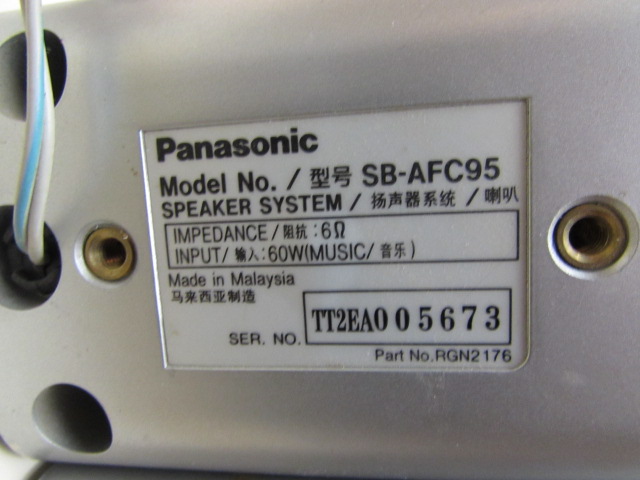 Panasonic
Model No. / 型号 SB-AFC95
SPEAKER SYSTEM / 扬声器系统 / 喇叭
IMPEDANCE / 阻抗 : 6Ω
INPUT / 输入 : 60W(MUSIC/ 音乐 )
Made in Malaysia
马来西亚制造
SER. NO. TT2EA005673
Part No.RGN2176